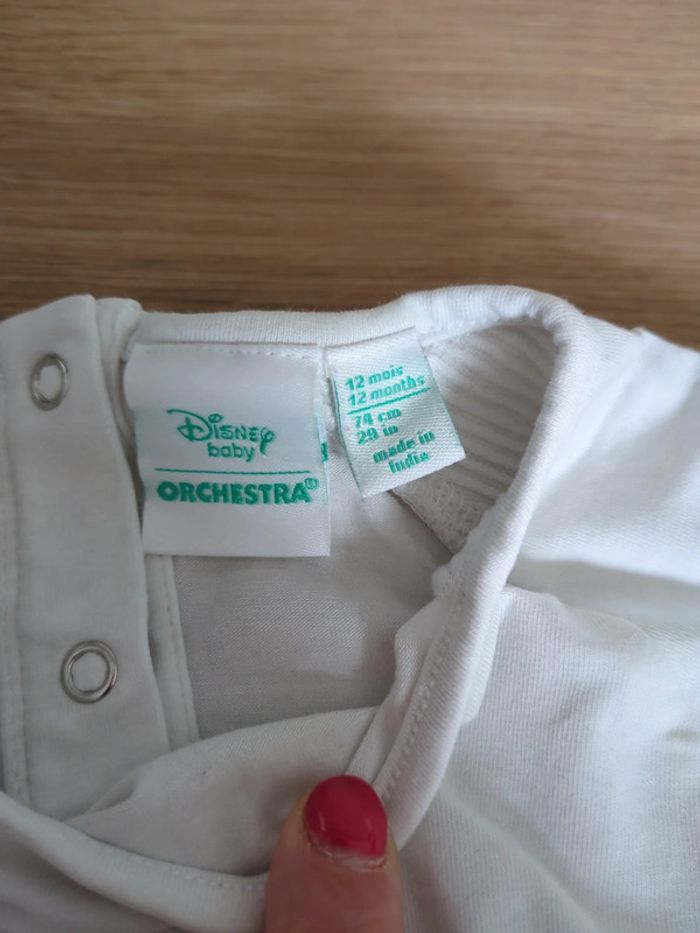 Disney
baby
ORCHESTRA®
12 mois
12 months
74 cm
29 in
made in
India